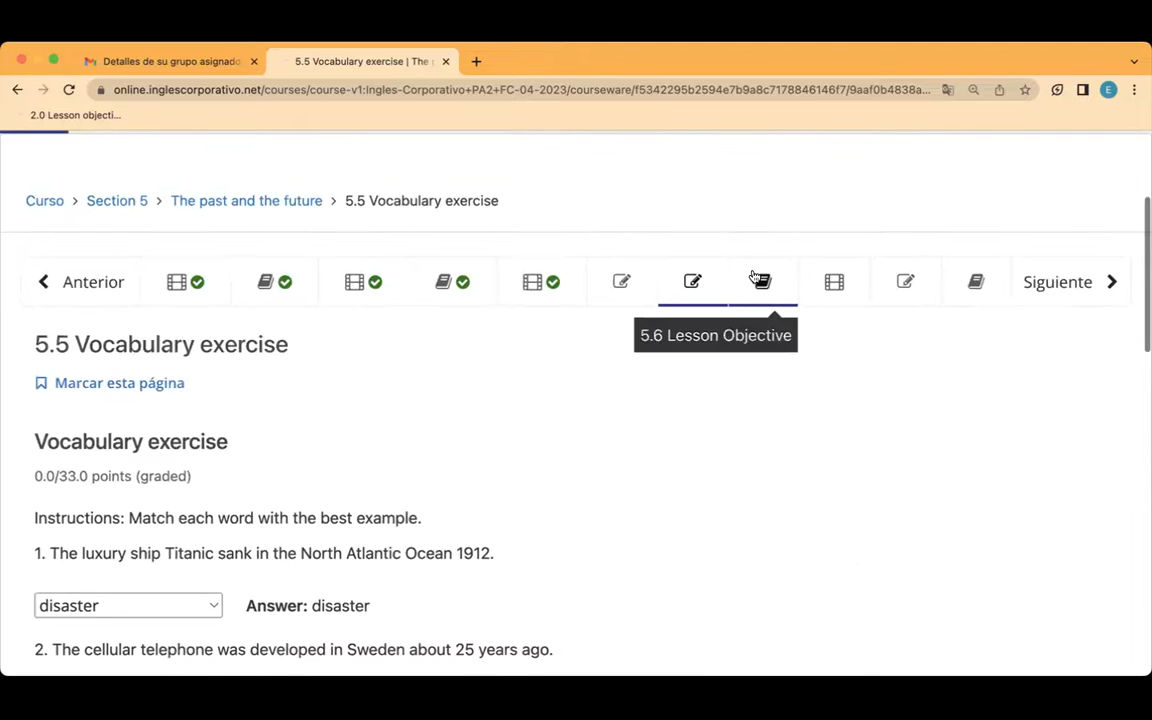 Detalles de su grupo asignado
5.5 Vocabulary exercise | The p
online.inglescorporativo.net/courses/course-v1:Ingles-Corporativo+PA2+FC-04-2023/courseware/f5342295b2594e7b9a8c7178846146f7/9aaf0b4838a...
E
2.0 Lesson objecti...
Curso > Section 5 > The past and the future > 5.5 Vocabulary exercise
Anterior
Siguiente
5.6 Lesson Objective
5.5 Vocabulary exercise
Marcar esta página
Vocabulary exercise
0.0/33.0 points (graded)
Instructions: Match each word with the best example.
1. The luxury ship Titanic sank in the North Atlantic Ocean 1912.
disaster Answer: disaster
2. The cellular telephone was developed in Sweden about 25 years ago.